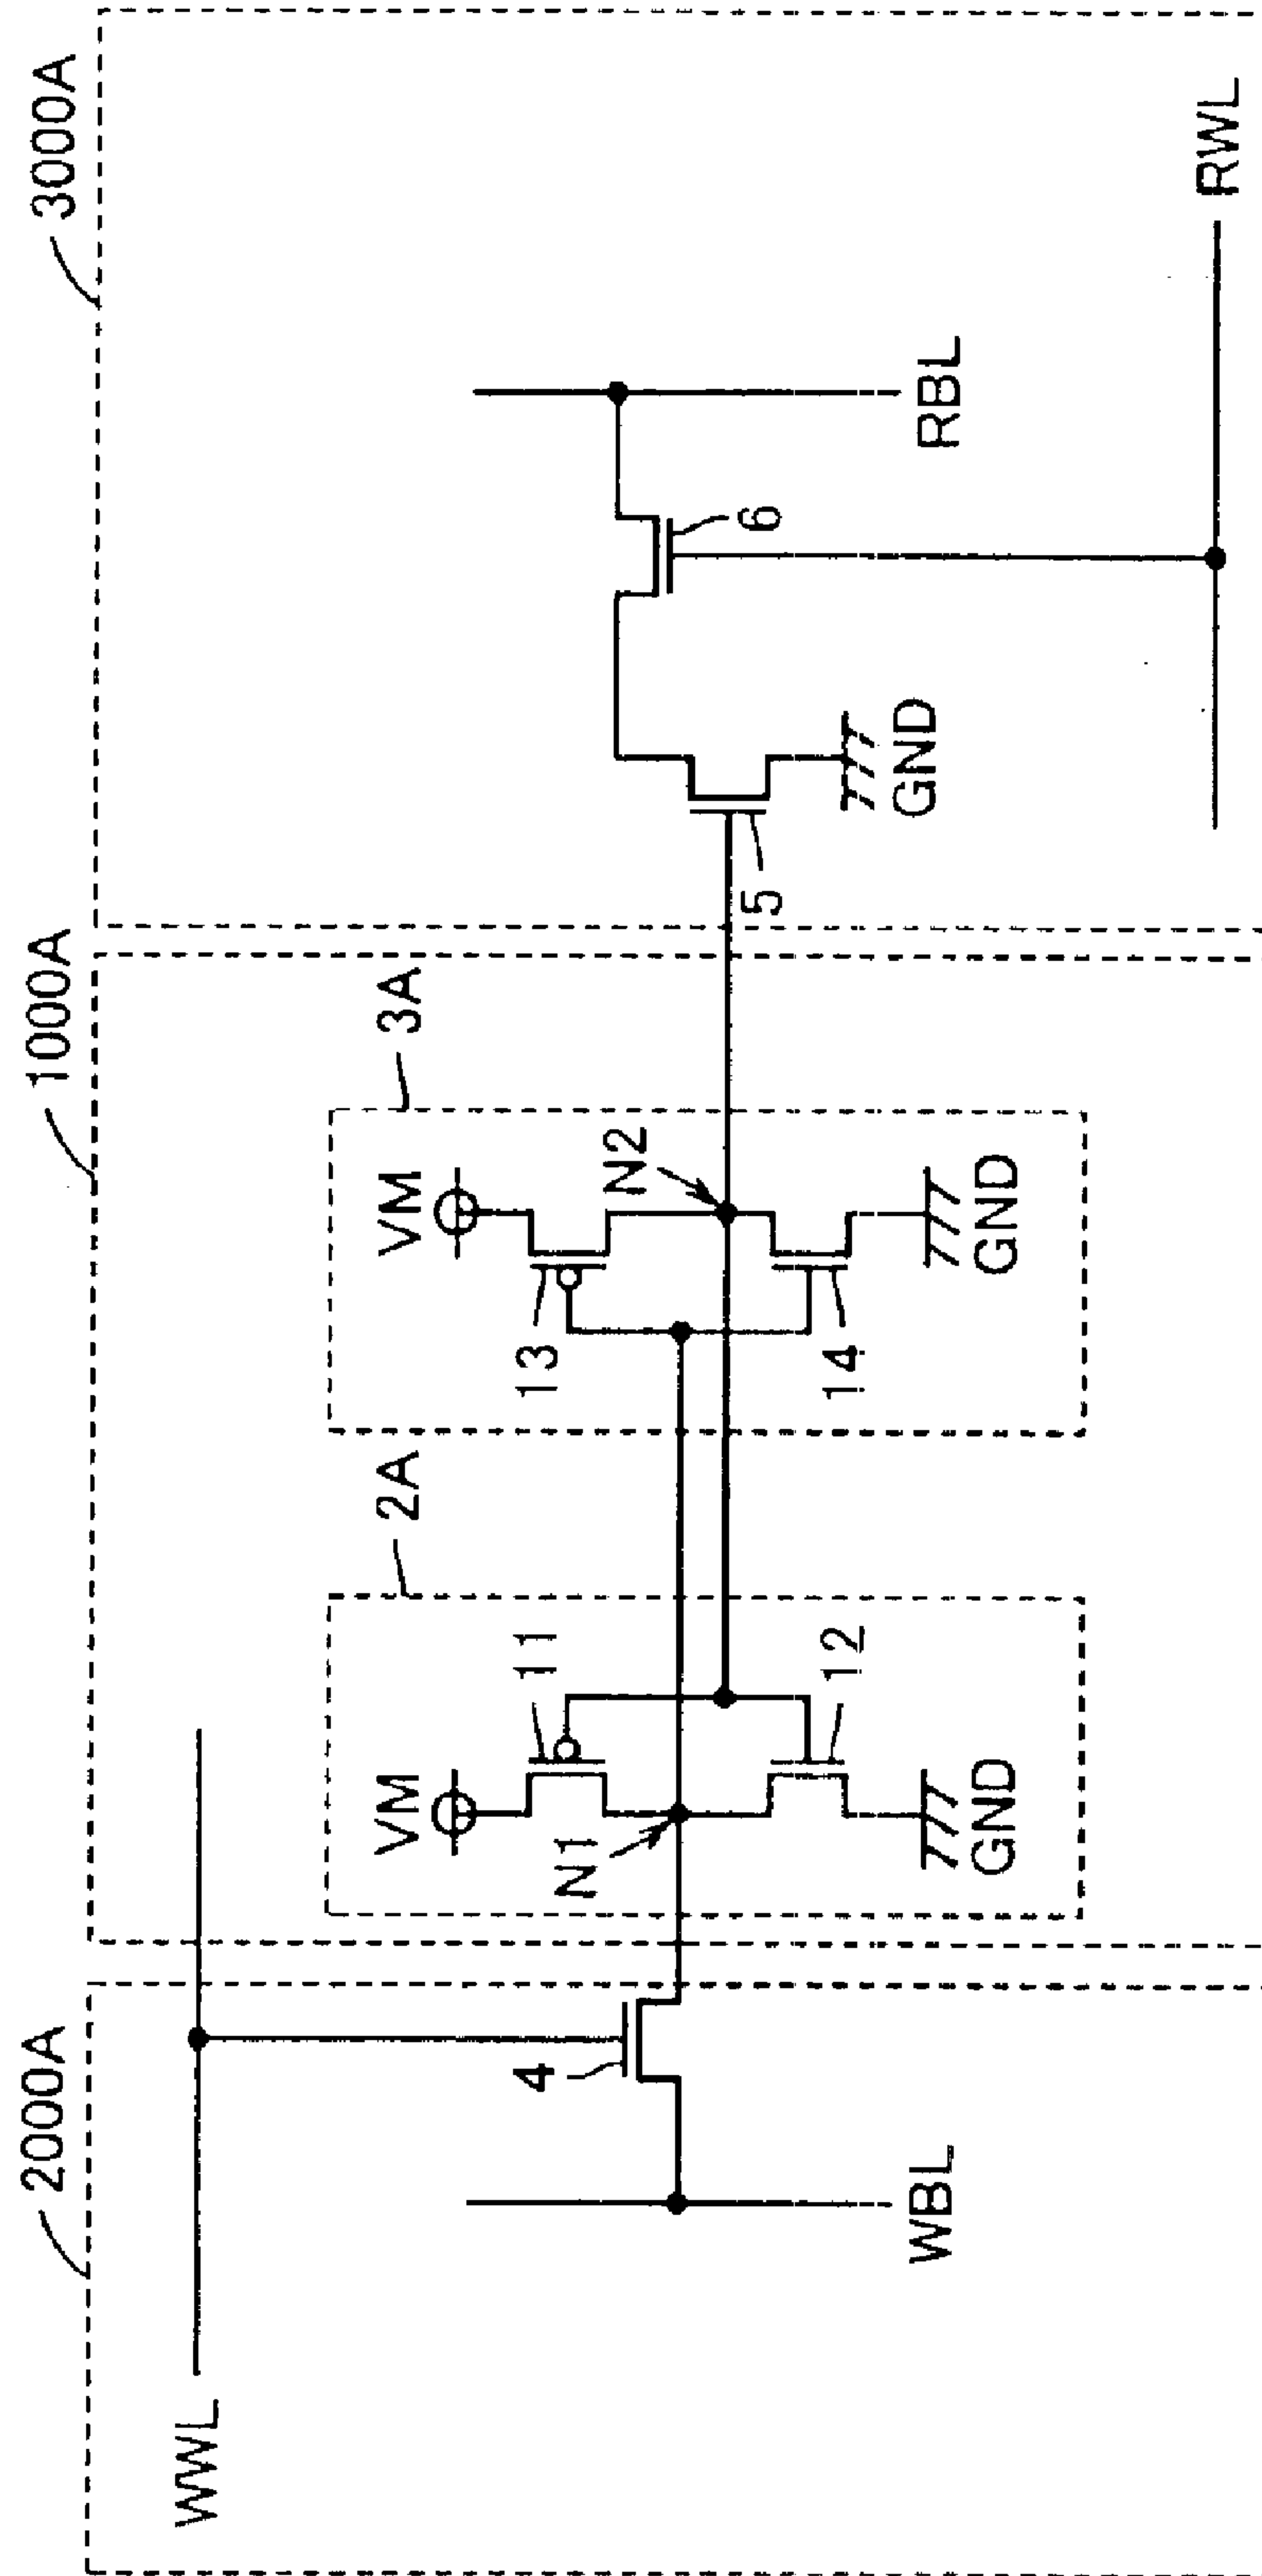 2000A
1000A
3000A
WWL
2A
3A
VM
VM
11
13
N1
N2
4
6
12
14
5
GND
GND
GND
WBL
RBL
RWL